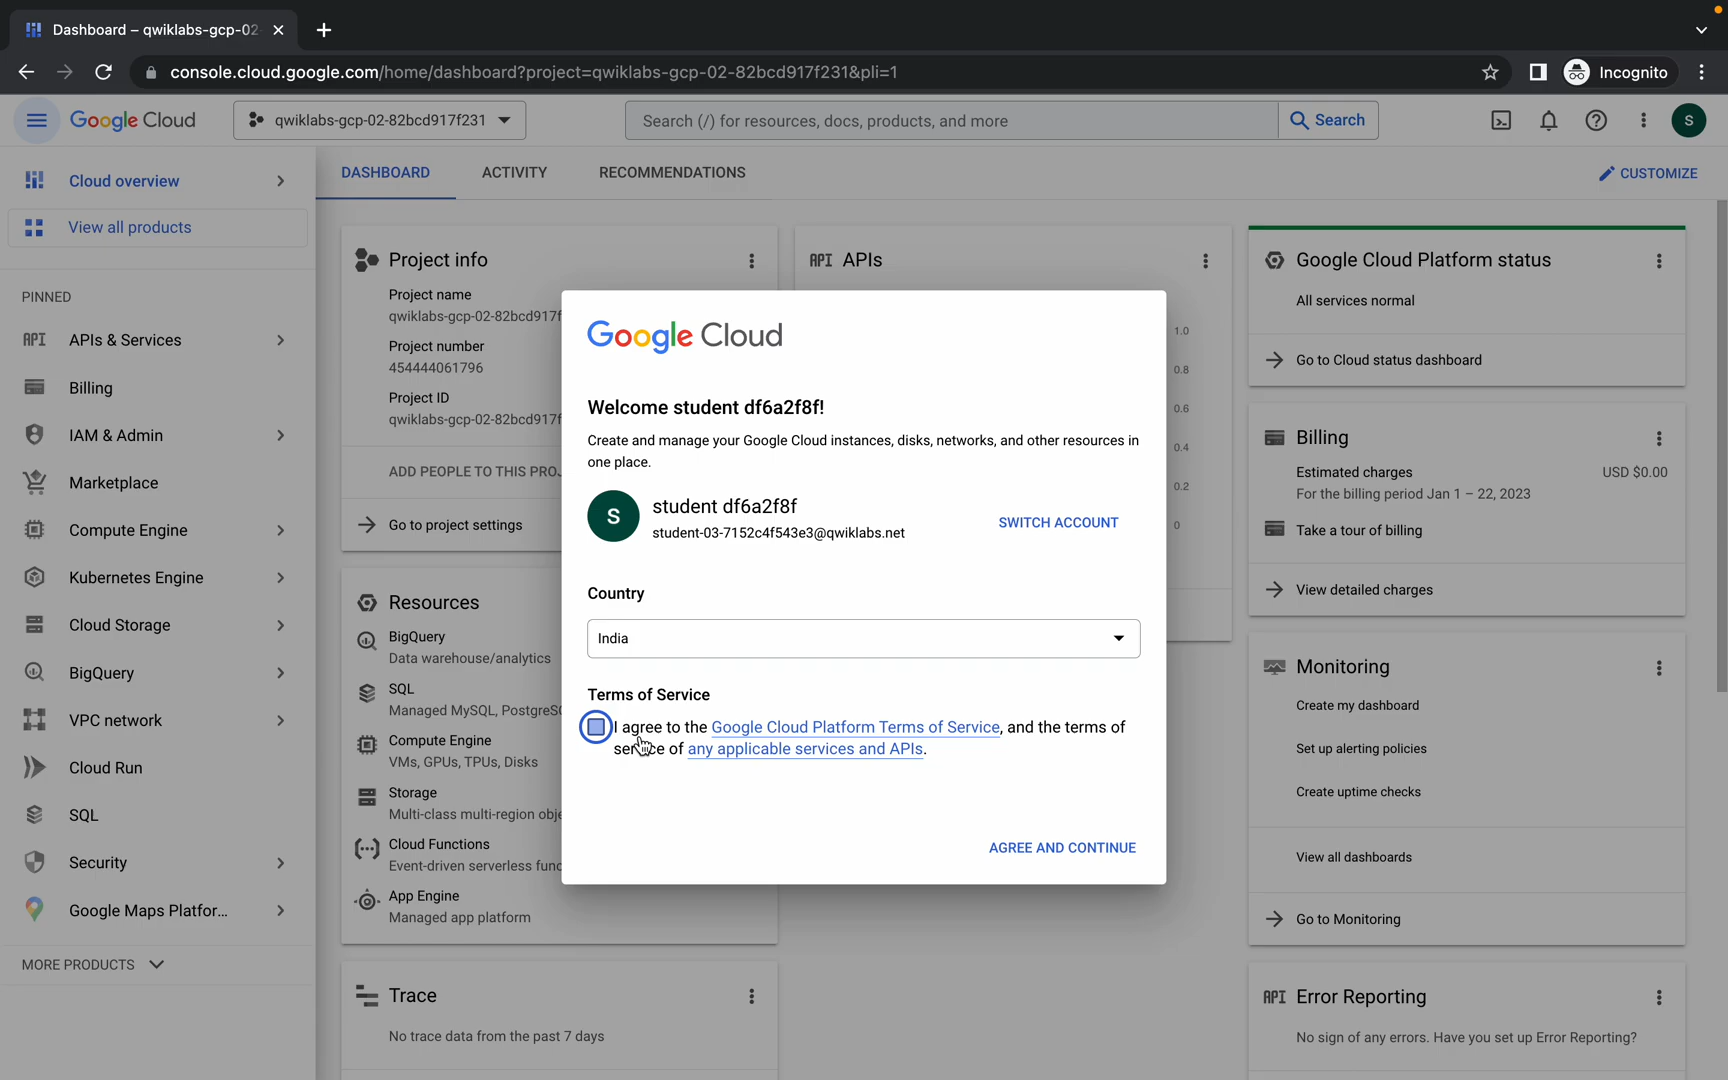 Dashboard – qwiklabs-gcp-02-
console.cloud.google.com/home/dashboard?project=qwiklabs-gcp-02-82bcd917f231&pli=1
Incognito
Google Cloud
qwiklabs-gcp-02-82bcd917f231
Search (/) for resources, docs, products, and more
Search
S
Cloud overview
View all products
PINNED
API APIs & Services
Billing
IAM & Admin
Marketplace
Compute Engine
Kubernetes Engine
Cloud Storage
BigQuery
VPC network
Cloud Run
SQL
Security
Google Maps Platfor...
MORE PRODUCTS
DASHBOARD
ACTIVITY
RECOMMENDATIONS
CUSTOMIZE
Project info
Project name
qwiklabs-gcp-02-82bcd917f
Project number
454444061796
Project ID
qwiklabs-gcp-02-82bcd917f
ADD PEOPLE TO THIS PROJ
Go to project settings
Resources
BigQuery
Data warehouse/analytics
SQL
Managed MySQL, PostgreS
Compute Engine
VMs, GPUs, TPUs, Disks
Storage
Multi-class multi-region obje
Cloud Functions
Event-driven serverless func
App Engine
Managed app platform
Trace
No trace data from the past 7 days
API APIs
1.0
0.8
0.6
0.4
0.2
0
Google Cloud
Welcome student df6a2f8f!
Create and manage your Google Cloud instances, disks, networks, and other resources in
one place.
S
student df6a2f8f
student-03-7152c4f543e3@qwiklabs.net
SWITCH ACCOUNT
Country
India
Terms of Service
I agree to the Google Cloud Platform Terms of Service, and the terms of
service of any applicable services and APIs.
AGREE AND CONTINUE
Google Cloud Platform status
All services normal
Go to Cloud status dashboard
Billing
Estimated charges
USD $0.00
For the billing period Jan 1 – 22, 2023
Take a tour of billing
View detailed charges
Monitoring
Create my dashboard
Set up alerting policies
Create uptime checks
View all dashboards
Go to Monitoring
API Error Reporting
No sign of any errors. Have you set up Error Reporting?